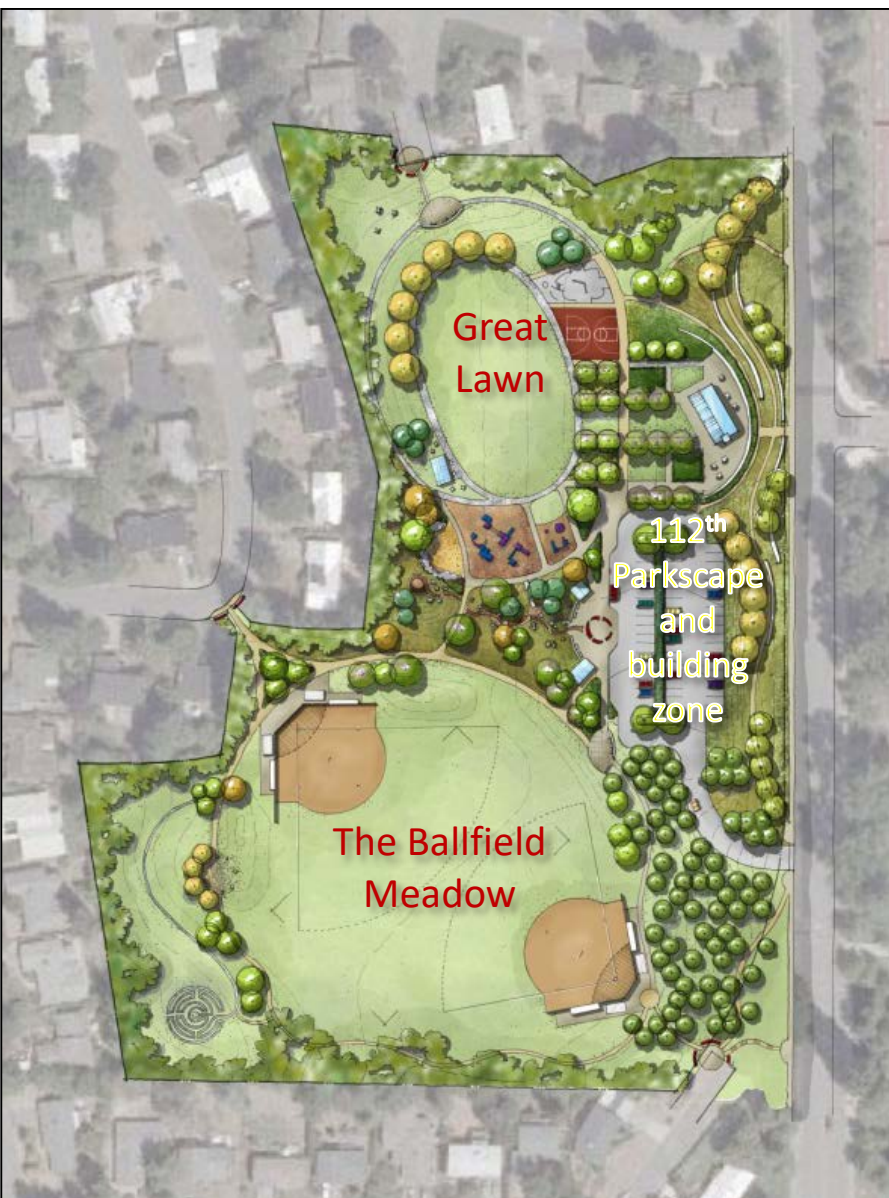 Great
Lawn
112th
Parkscape
and
building
zone
The Ballfield
Meadow